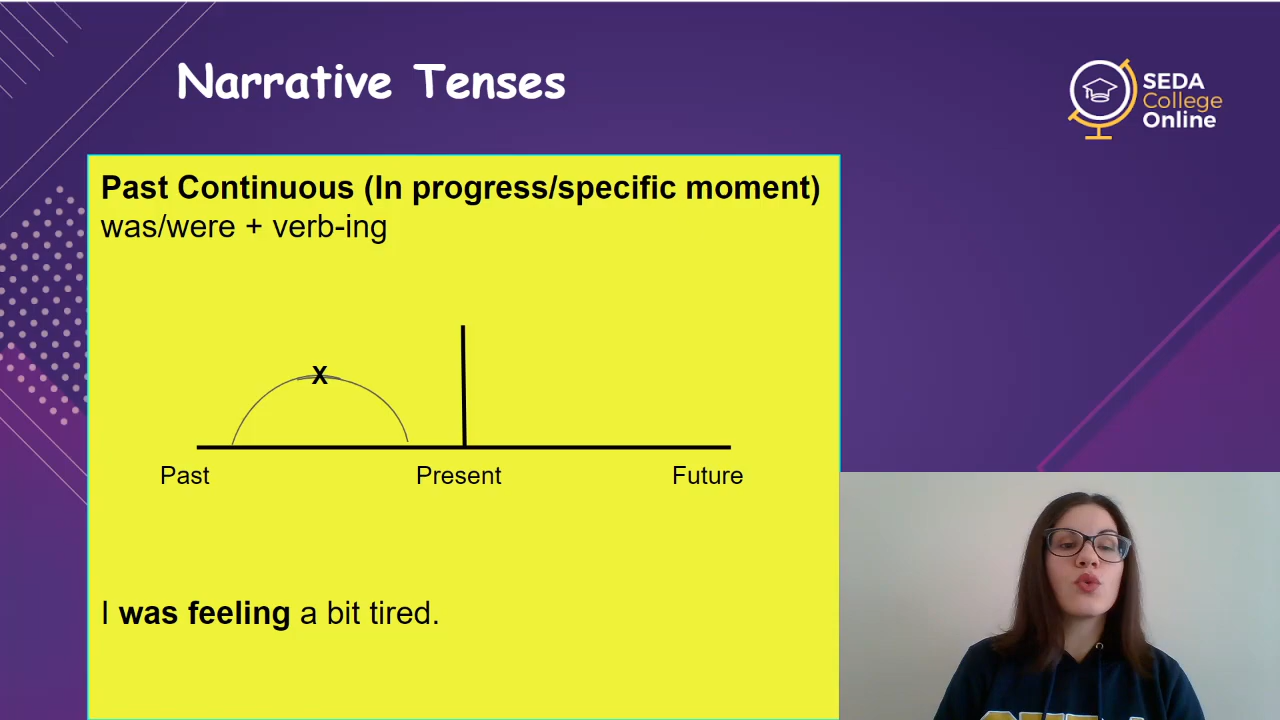 Narrative Tenses
SEDA
College
Online
Past Continuous (In progress/specific moment)
was/were + verb-ing
X
Past Present Future
I was feeling a bit tired.